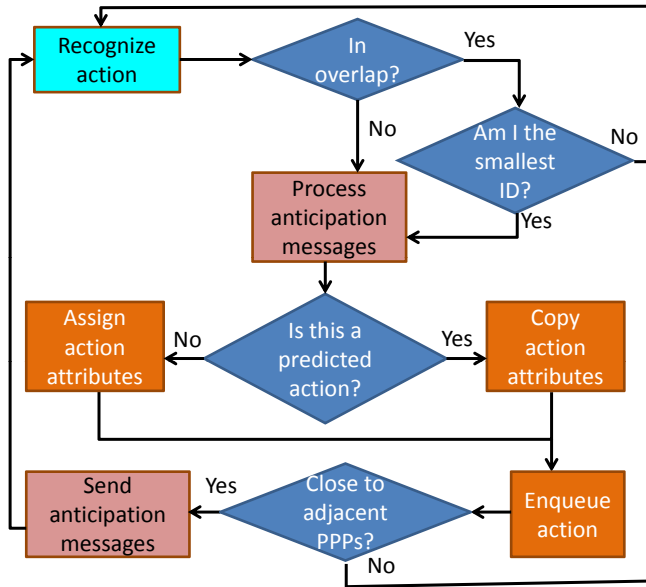 Recognize
action
In
overlap?
Yes
No
Am I the
smallest
ID?
No
Yes
Process
anticipation
messages
Is this a
predicted
action?
No
Yes
Assign
action
attributes
Copy
action
attributes
Enqueue
action
Close to
adjacent
PPPs?
Yes
No
Send
anticipation
messages